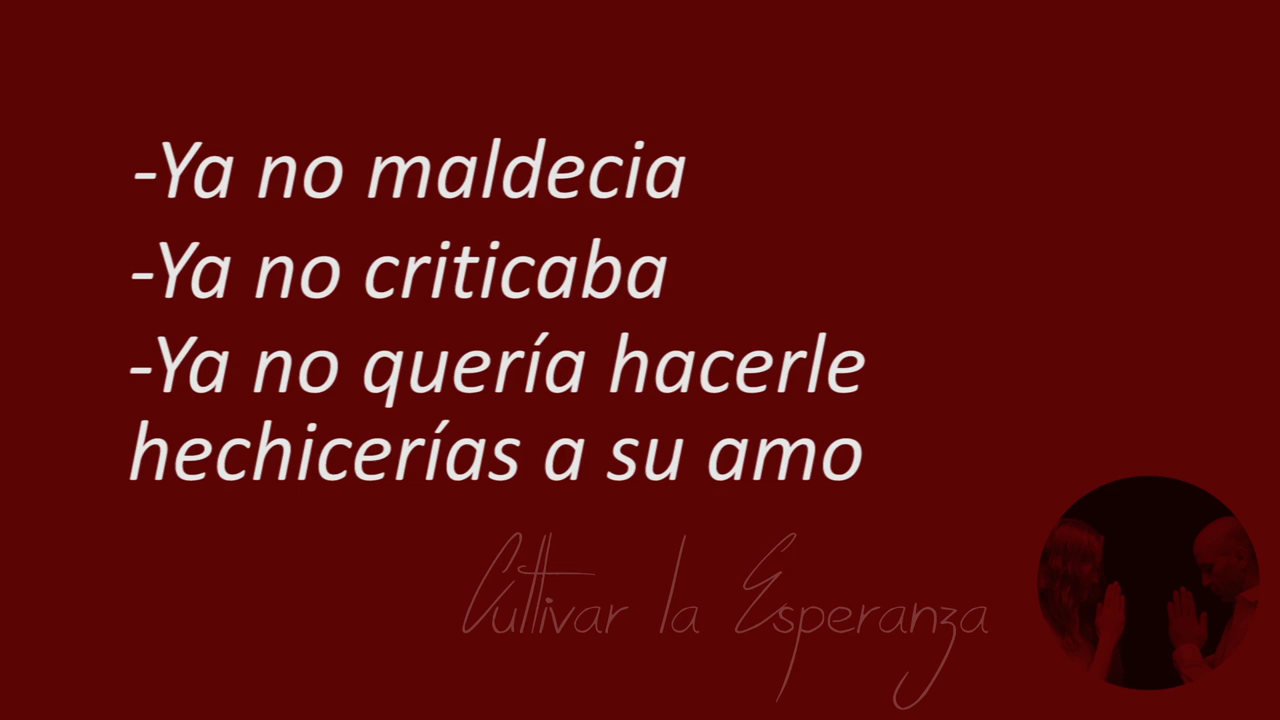 -Ya no maldecia
-Ya no criticaba
-Ya no quería hacerle
hechicerías a su amo
Cultivar la Esperanza